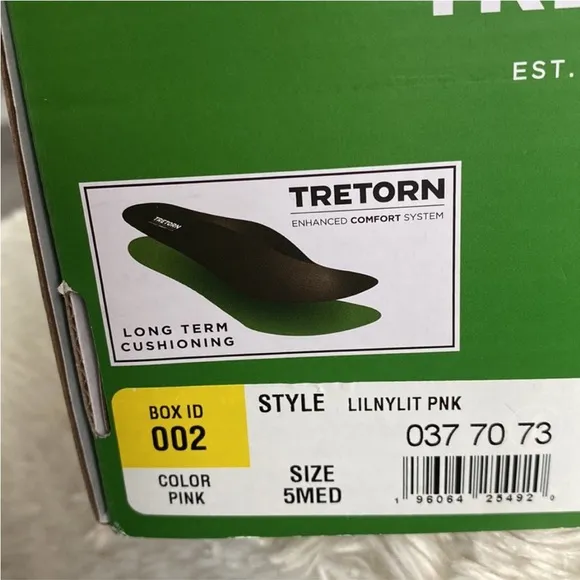 EST.
TRETORN
ENHANCED COMFORT SYSTEM
TRETORN
LONG TERM
CUSHIONING
BOX ID
002
STYLE LILNYLIT PNK
037 70 73
COLOR
PINK
SIZE
5MED
1 96064 25492 0